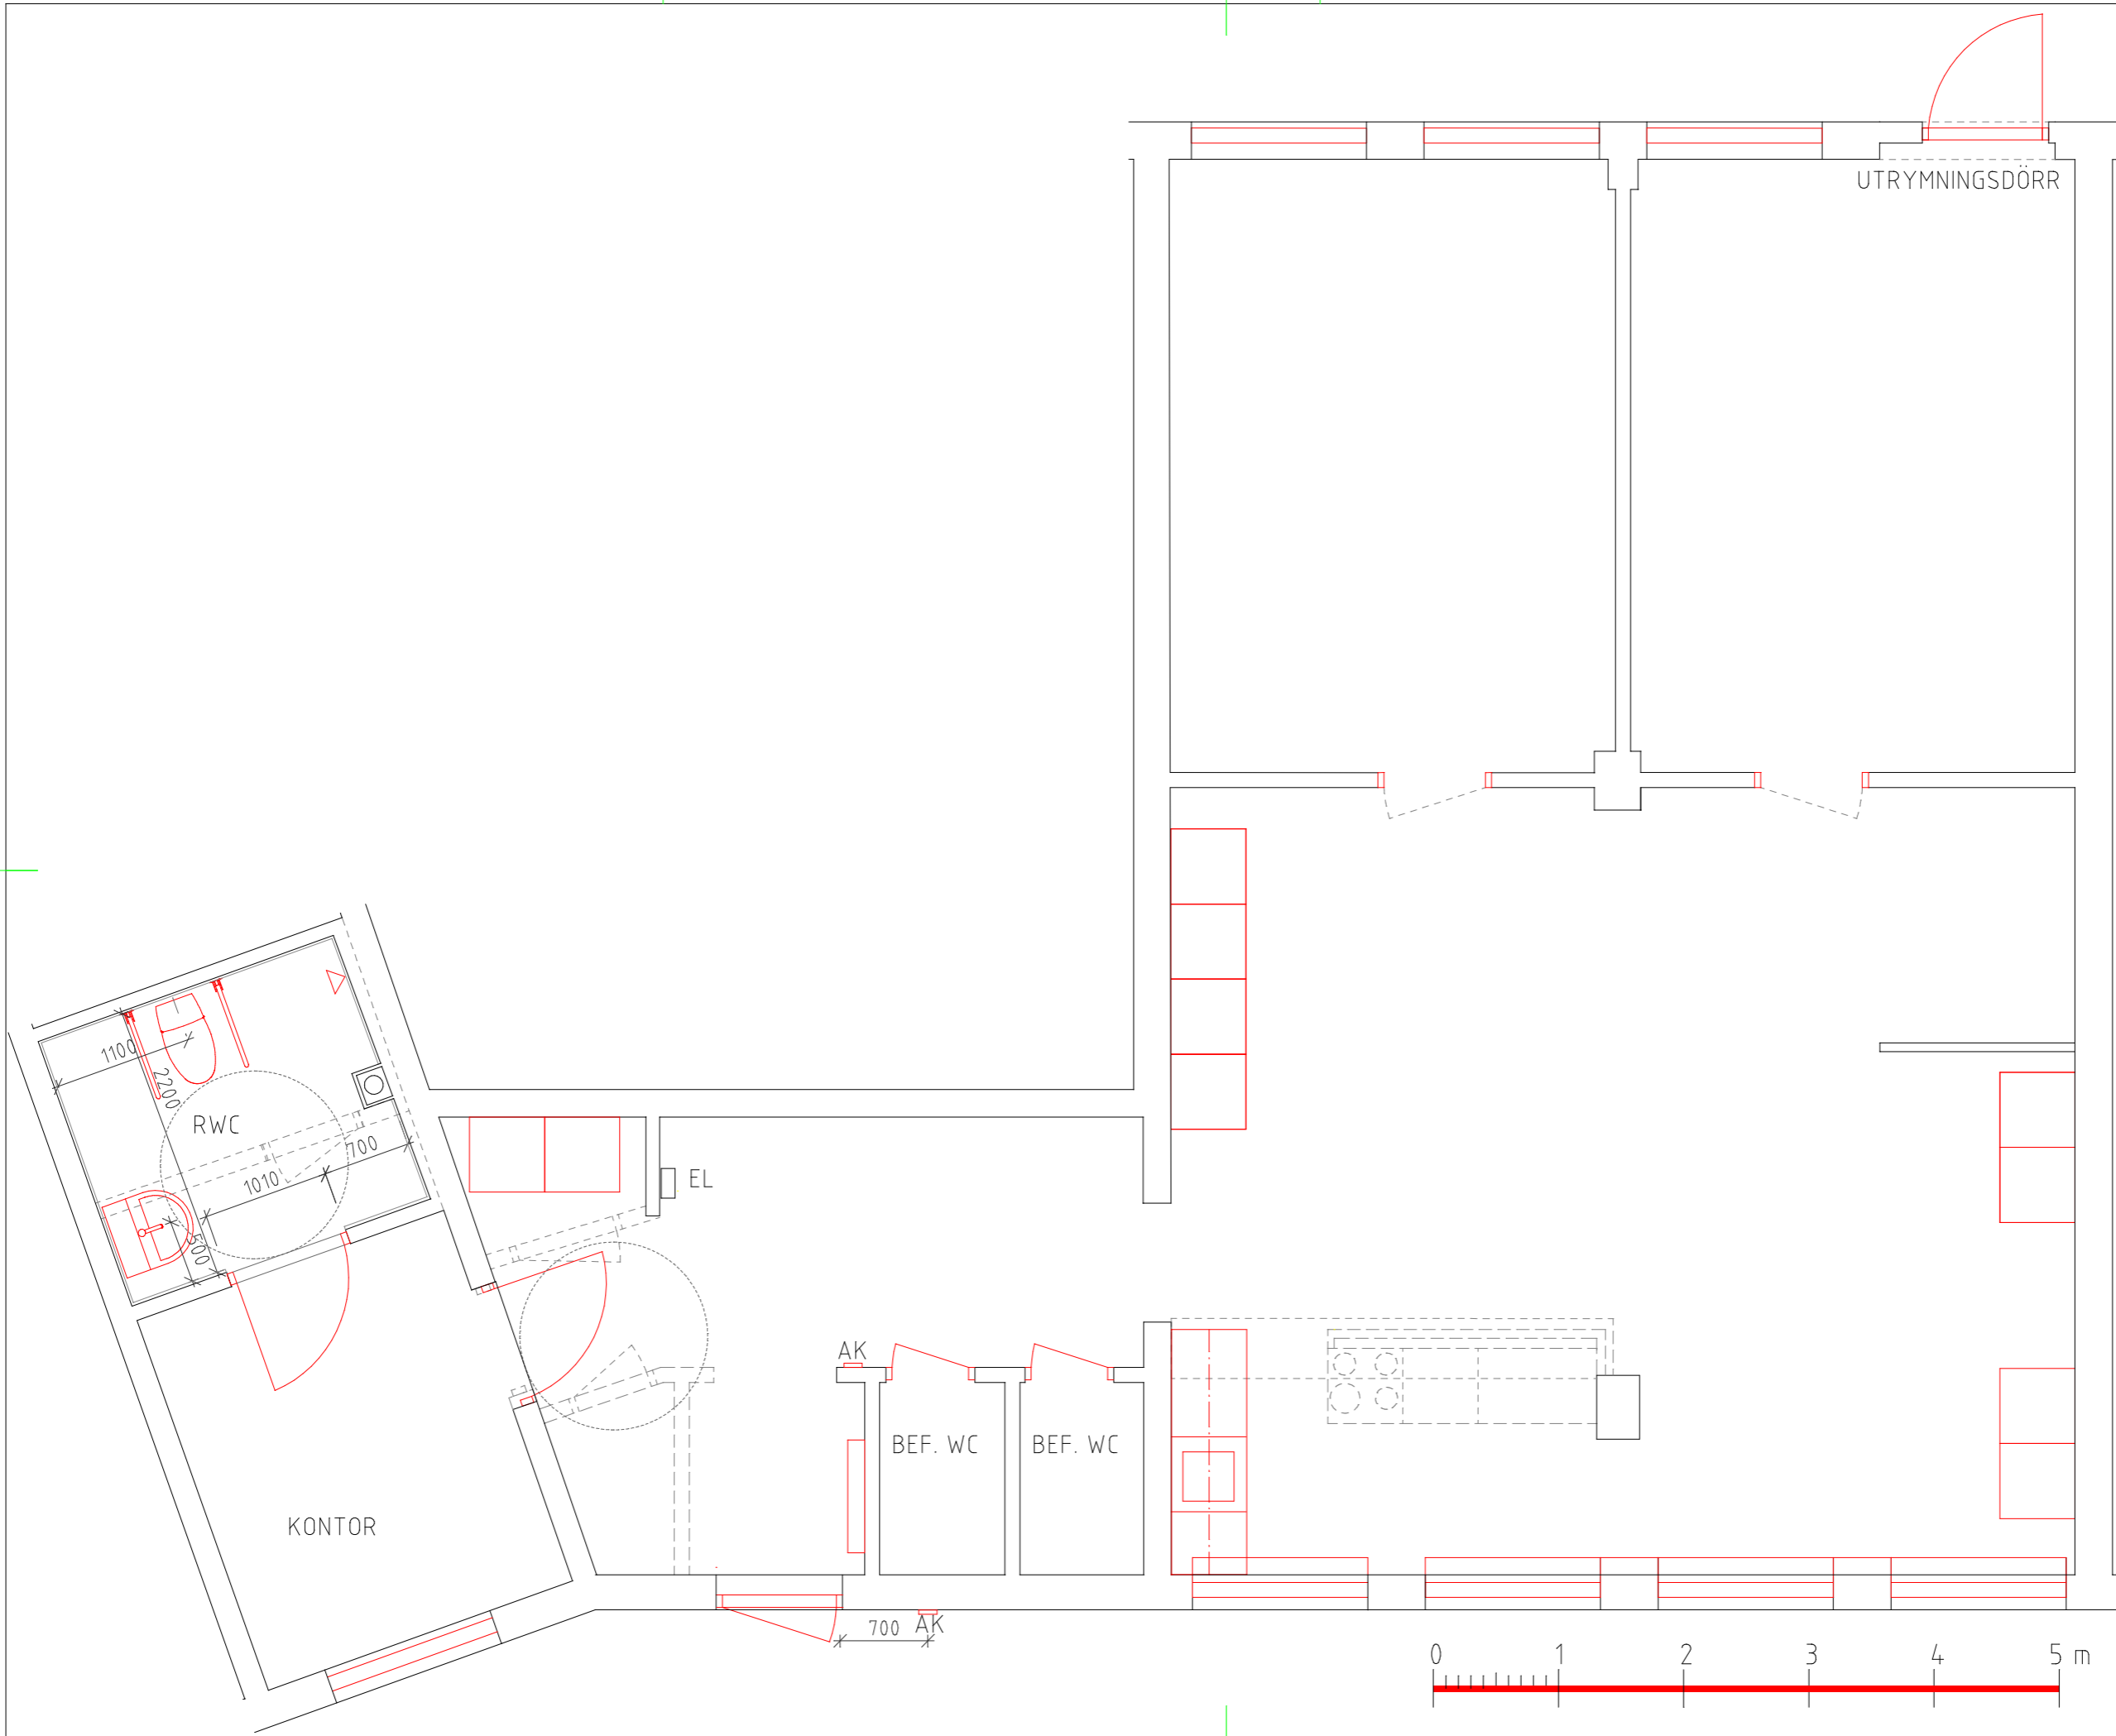 UTRYMNINGSDÖRR
1100
2200
RWC
700
1010
500
EL
AK
BEF. WC
BEF. WC
KONTOR
700
AK
0 1 2 3 4 5 m